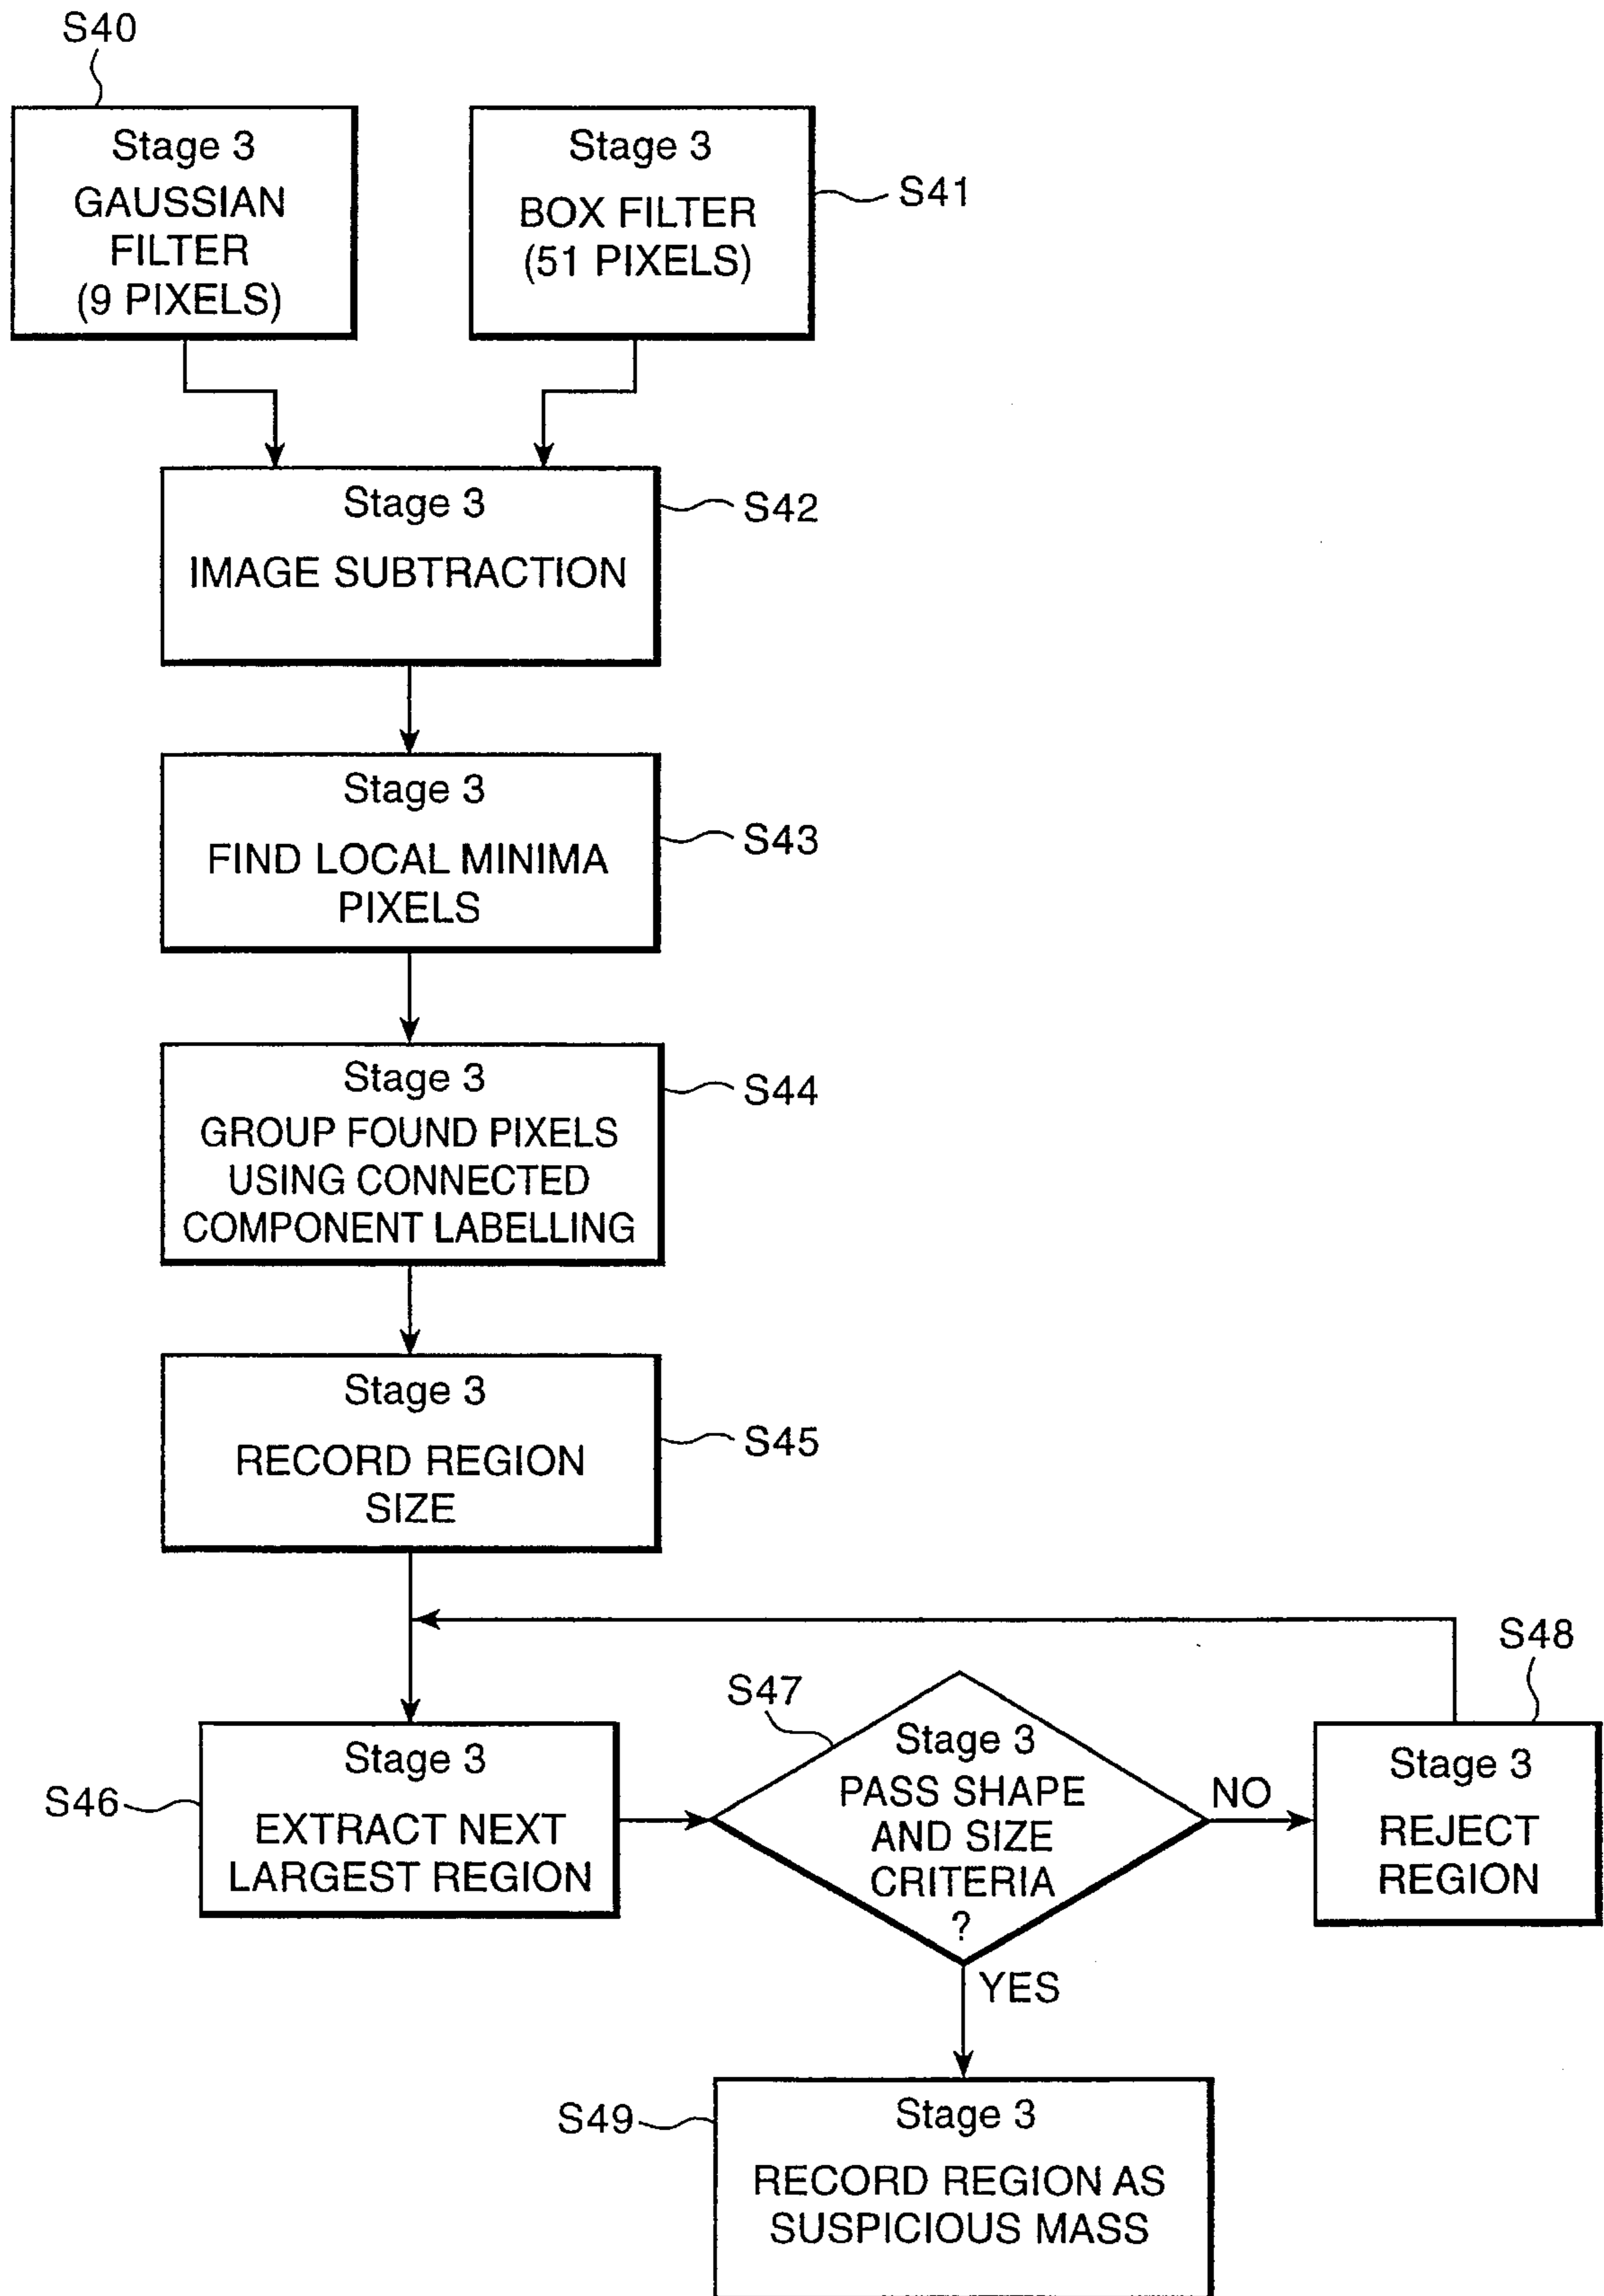 S40
Stage 3
GAUSSIAN
FILTER
(9 PIXELS)
Stage 3
BOX FILTER
(51 PIXELS)
S41
Stage 3
IMAGE SUBTRACTION
S42
Stage 3
FIND LOCAL MINIMA
PIXELS
S43
Stage 3
GROUP FOUND PIXELS
USING CONNECTED
COMPONENT LABELLING
S44
Stage 3
RECORD REGION
SIZE
S45
S46
Stage 3
EXTRACT NEXT
LARGEST REGION
S47
Stage 3
PASS SHAPE
AND SIZE
CRITERIA
?
NO
S48
Stage 3
REJECT
REGION
YES
S49
Stage 3
RECORD REGION AS
SUSPICIOUS MASS